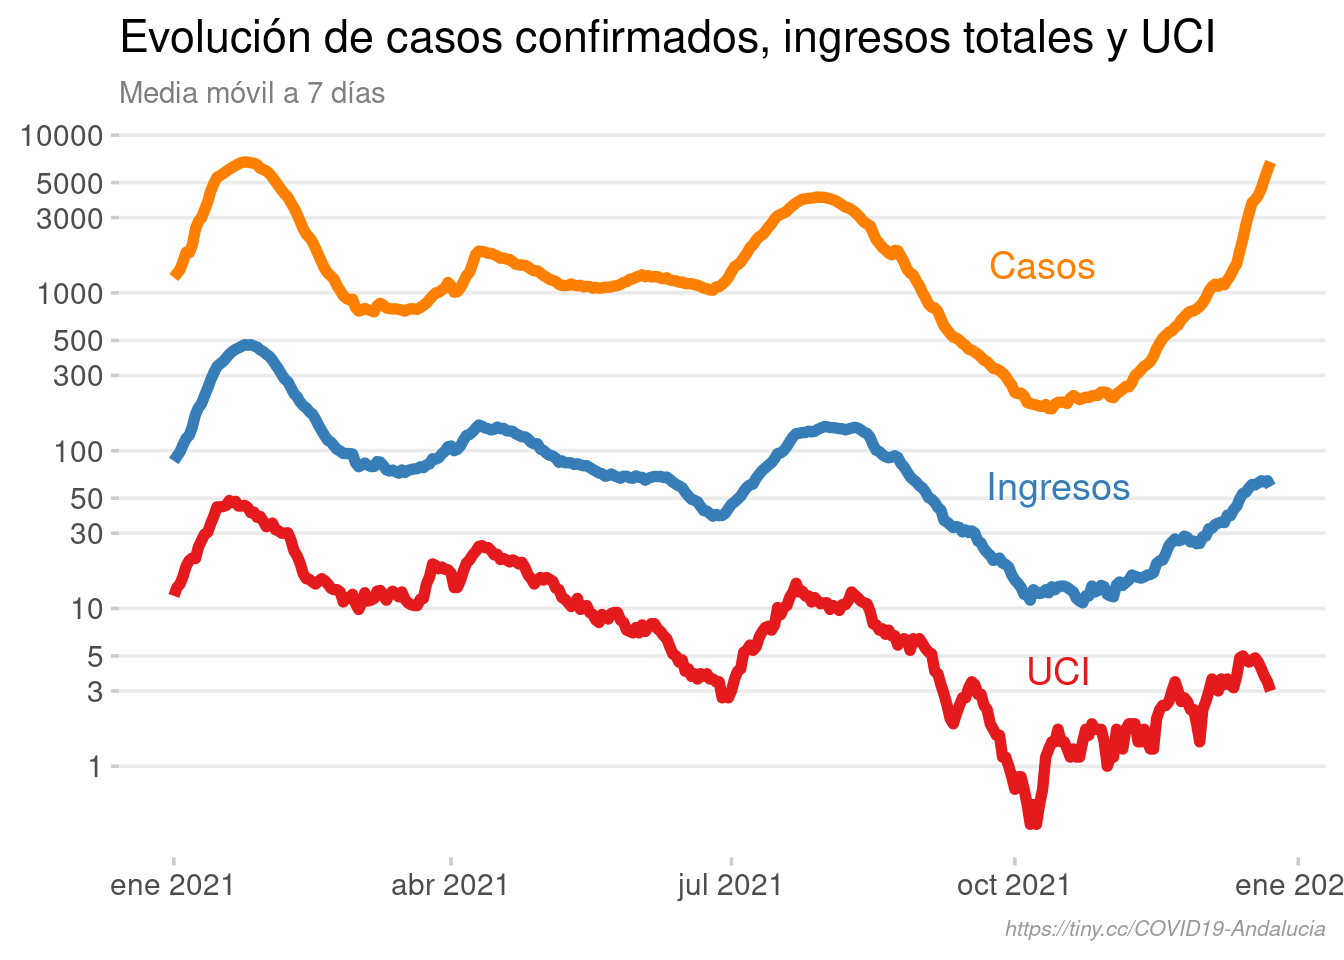 Evolución de casos confirmados, ingresos totales y UCI
Media móvil a 7 días
10000
5000
3000
1000
500
300
100
50
30
10
5
3
1
Casos
Ingresos
UCI
ene 2021 abr 2021 jul 2021 oct 2021 ene 202
https://tiny.cc/COVID19-Andalucia